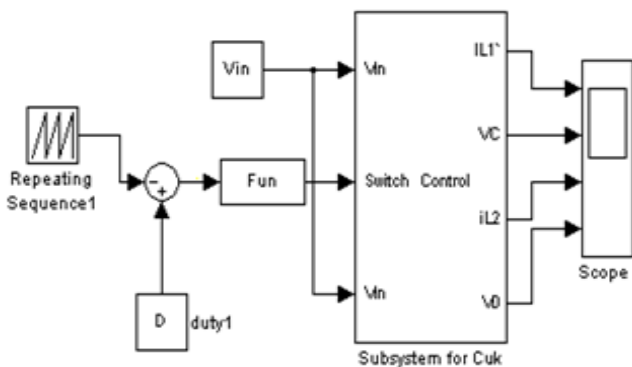 Vin
Vin
IL1`
VC
Repeating
Sequence1
-
+
Fun
Switch Control
iL2
Vin
V0
D
duty1
Scope
Subsystem for Cuk